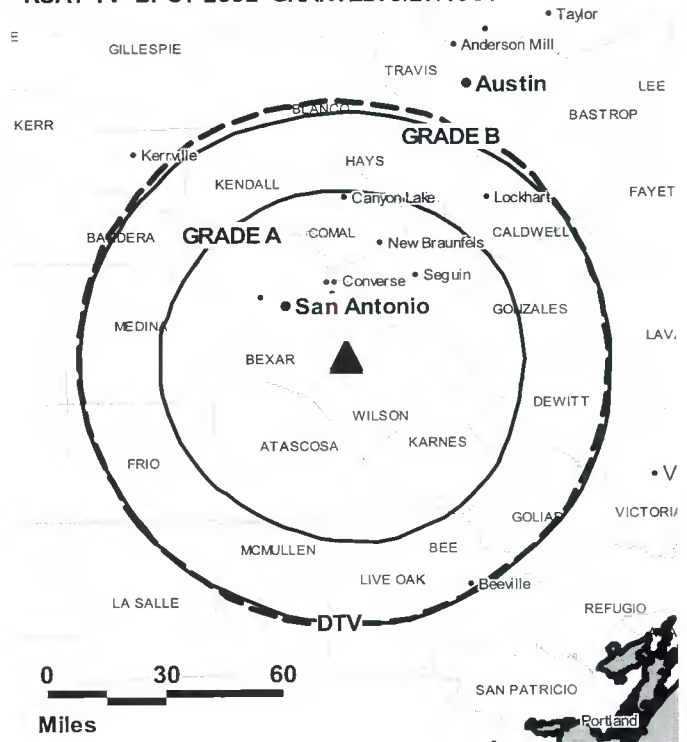 Taylor
GILLESPIE
Anderson Mill
TRAVIS
Austin
LEE
BLANCO
BASTROP
KERR
GRADE B
Kerrville
HAYS
KENDALL
Canyon Lake
Lockhart
FAYET
BANDERA
GRADE A
COMAL
CALDWELL
New Braunfels
Converse
Seguin
San Antonio
GONZALES
MEDINA
LAV
BEXAR
DEWITT
WILSON
ATASCOSA
KARNES
FRIO
V
GOLIAD
VICTORIA
MCMULLEN
BEE
LIVE OAK
Beeville
LA SALLE
REFUGIO
DTV
0 30 60
SAN PATRICIO
Miles
Portland